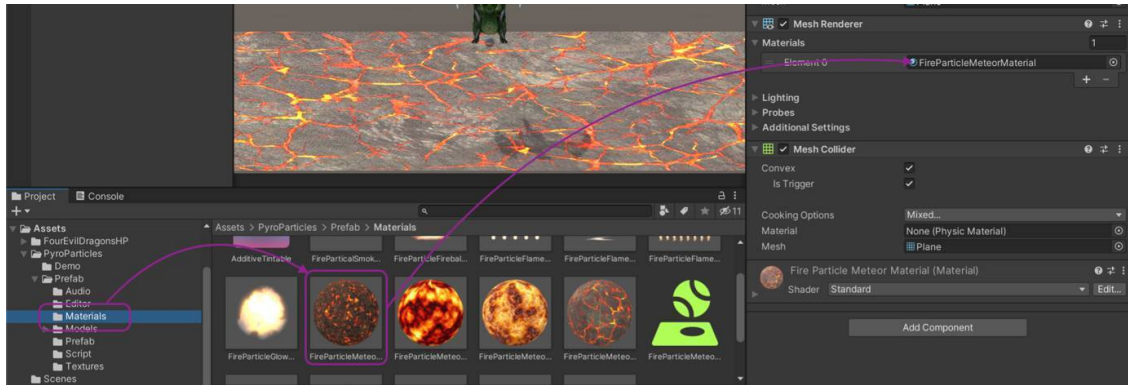 Mesh Renderer
Materials
1
Element 0
FireParticleMeteorMaterial
+ −
Lighting
Probes
Additional Settings
Mesh Collider
Convex
Is Trigger
Cooking Options
Mixed...
Material
None (Physic Material)
Mesh
Plane
Fire Particle Meteor Material (Material)
Shader Standard
Edit...
Add Component
Project Console
11
Assets
FourEvilDragonsHP
PyroParticles
Demo
Prefab
Audio
Editor
Materials
Models
Prefab
Script
Textures
Scenes
Assets > PyroParticles > Prefab > Materials
AdditiveTintable FireParticalSmok... FireParticleFirebal... FireParticleFlame... FireParticleFlame... FireParticleFlame...
FireParticleGlow... FireParticleMeteo... FireParticleMeteo... FireParticleMeteo... FireParticleMeteo... FireParticleMeteo...